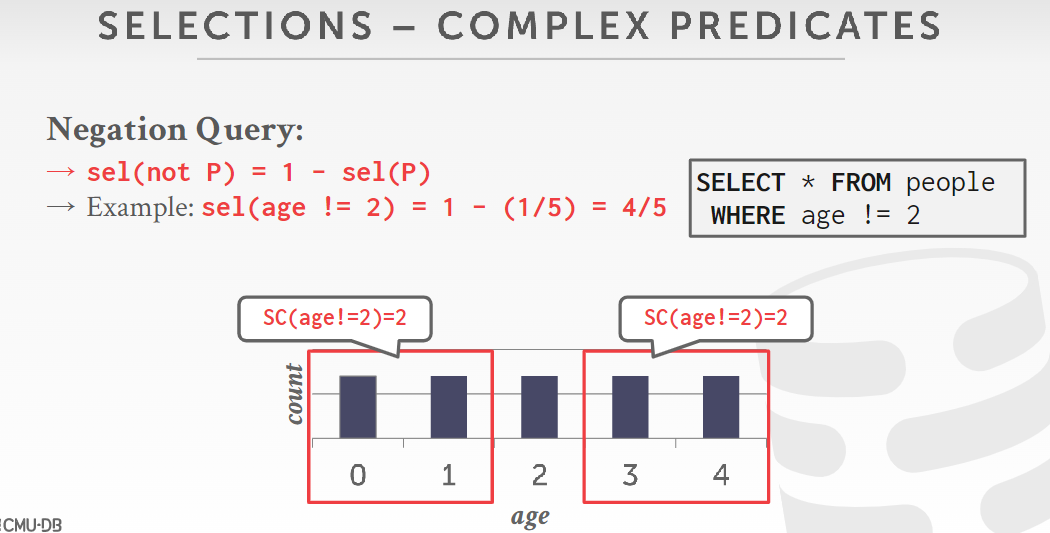 SELECTIONS – COMPLEX PREDICATES
Negation Query:
→ sel(not P) = 1 - sel(P)
→ Example: sel(age != 2) = 1 - (1/5) = 4/5
SELECT * FROM people
WHERE age != 2
SC(age!=2)=2
SC(age!=2)=2
count
0 1 2 3 4
age
CMU·DB